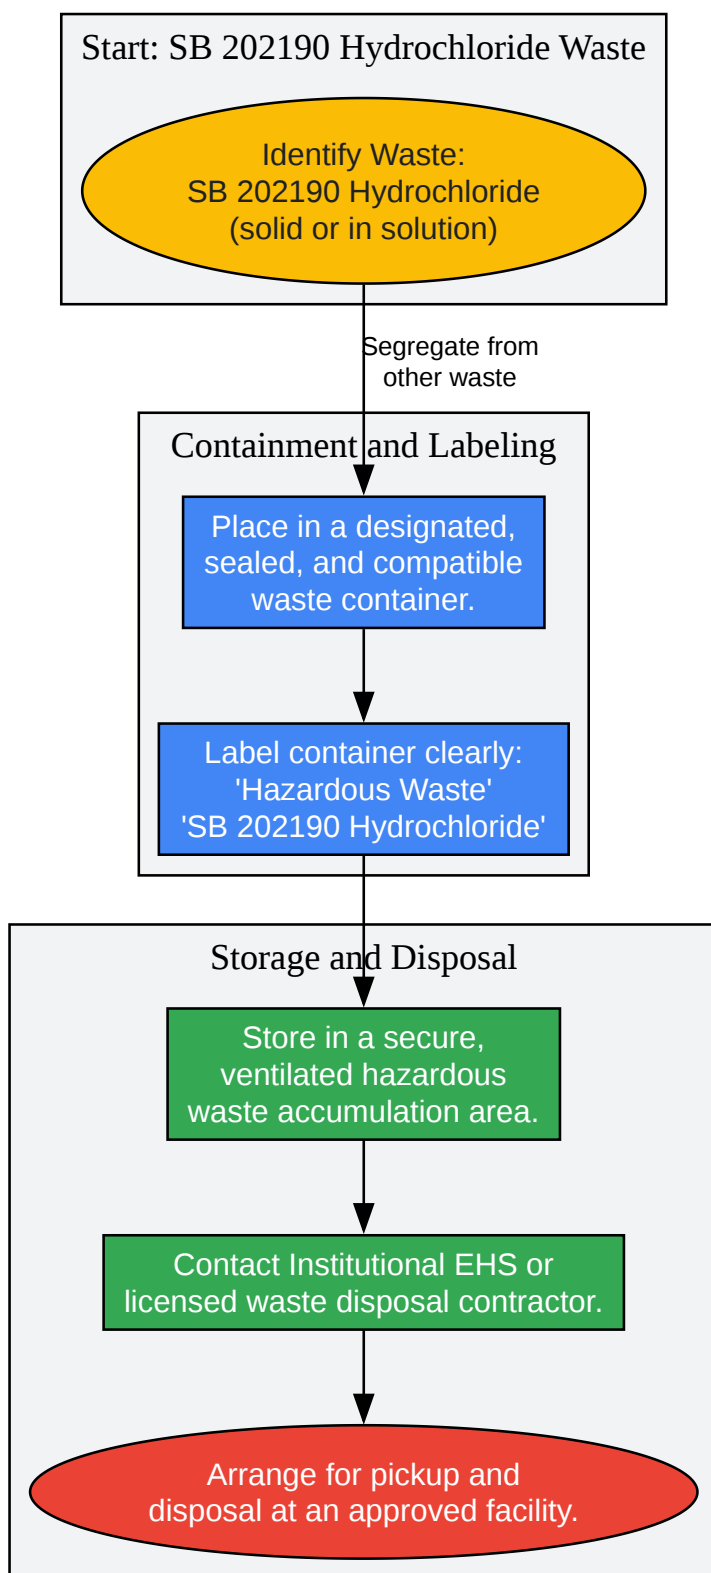 Start: SB 202190 Hydrochloride Waste
Identify Waste:
SB 202190 Hydrochloride
(solid or in solution)
Segregate from
other waste
Containment and Labeling
Place in a designated,
sealed, and compatible
waste container.
Label container clearly:
'Hazardous Waste'
'SB 202190 Hydrochloride'
Storage and Disposal
Store in a secure,
ventilated hazardous
waste accumulation area.
Contact Institutional EHS or
licensed waste disposal contractor.
Arrange for pickup and
disposal at an approved facility.